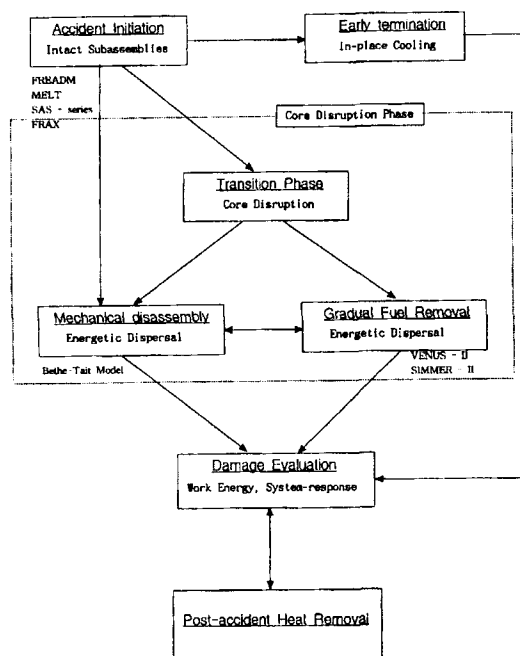 Accident Initiation
Intact Subassemblies
Early termination
In-place Cooling
FREADM
MELT
SAS - series
FRAX
Core Disruption Phase
Transition Phase
Core Disruption
Mechanical disassembly
Energetic Dispersal
Gradual Fuel Removal
Energetic Dispersal
Bethe-Tait Model
VENUS - II
SIMMER - II
Damage Evaluation
Work Energy, System-response
Post-accident Heat Removal